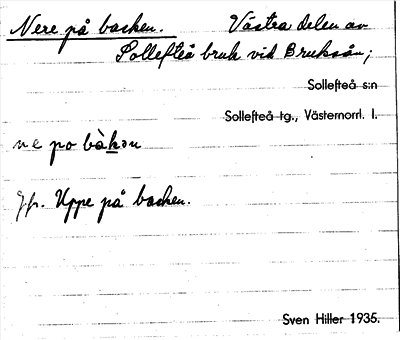 Nere på backen. Västra delen av
Sollefteå bruk vid Bruksån;
Sollefteå s:n
Sollefteå tg., Västernorrl. l.
ne po bàkən
Jfr. Uppe på backen.
Sven Hiller 1935.